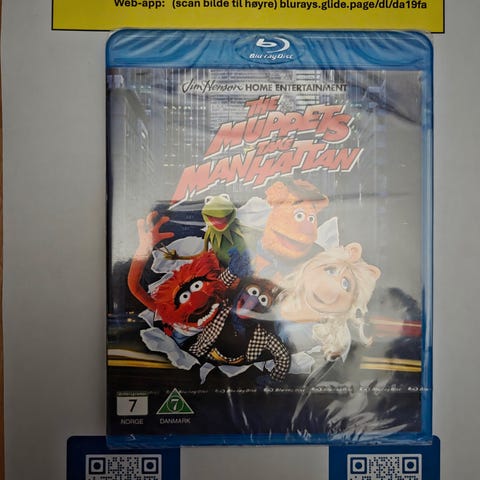 Web-app:  (scan bilde til høyre) blurays.glide.page/dl/da19fa
Blu-ray Disc
Jim Henson HOME ENTERTAINMENT
THE
MUPPETS
TAKE
MANHATTAN
7
NORGE
7
DANMARK